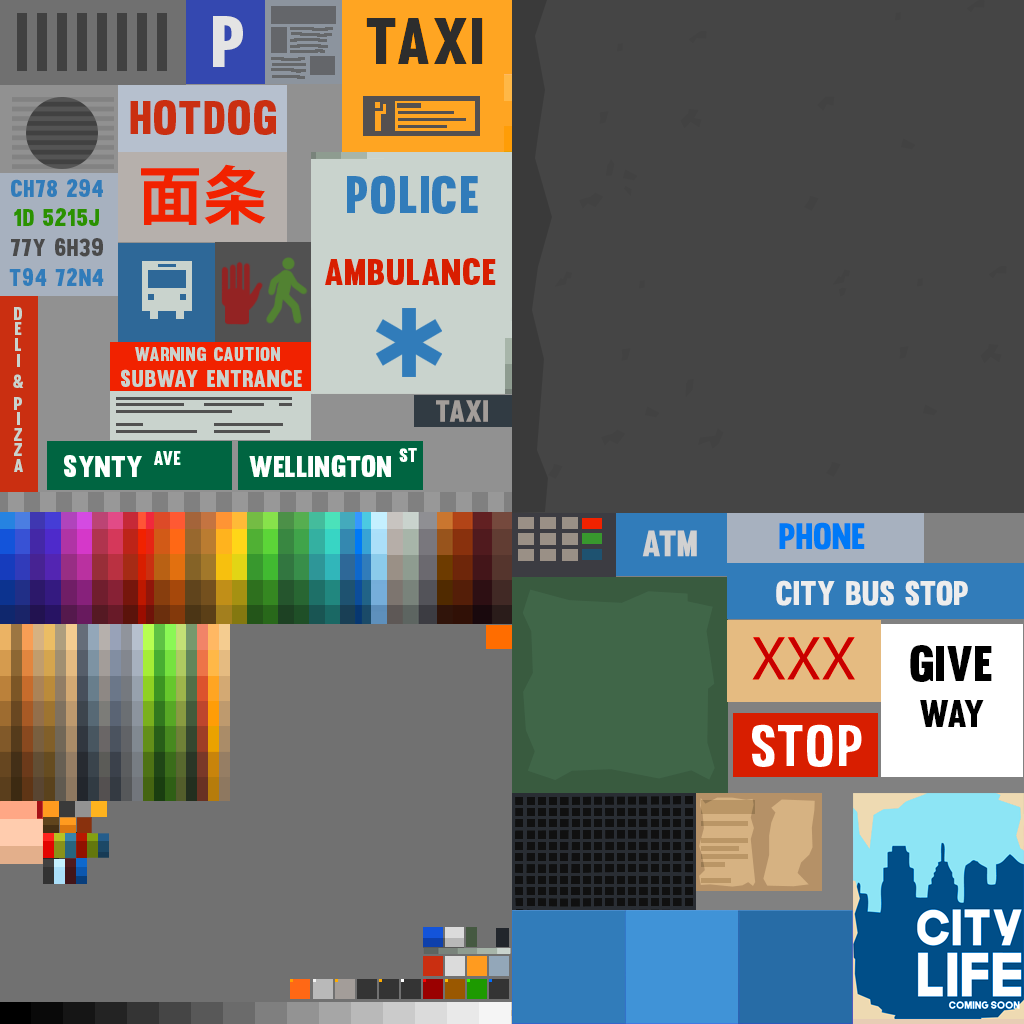 P
TAXI
HOTDOG
面条
POLICE
CH78 294
1D 5215J
77Y 6H39
T94 72N4
AMBULANCE
DELI & PIZZA
WARNING CAUTION
SUBWAY ENTRANCE
TAXI
SYNTY AVE
WELLINGTON ST
ATM
PHONE
CITY BUS STOP
XXX
GIVE
WAY
STOP
CITY
LIFE
COMING SOON